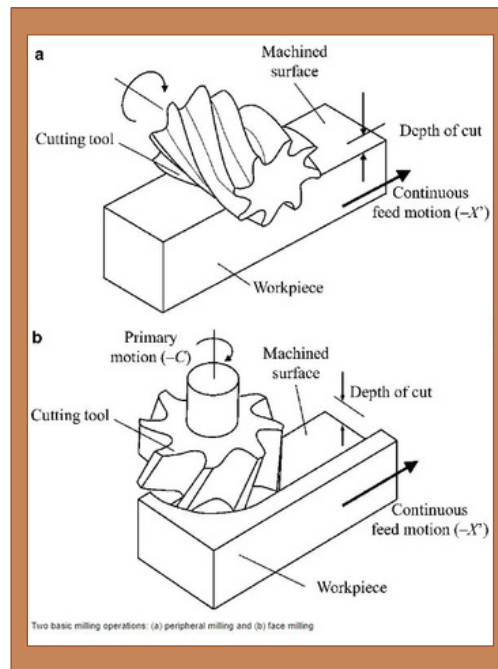 a
Machined
surface
Cutting tool
Depth of cut
Continuous
feed motion (–X')
Workpiece
b
Primary
motion (–C)
Machined
surface
Depth of cut
Cutting tool
Continuous
feed motion (–X')
Workpiece
Two basic milling operations: (a) peripheral milling and (b) face milling